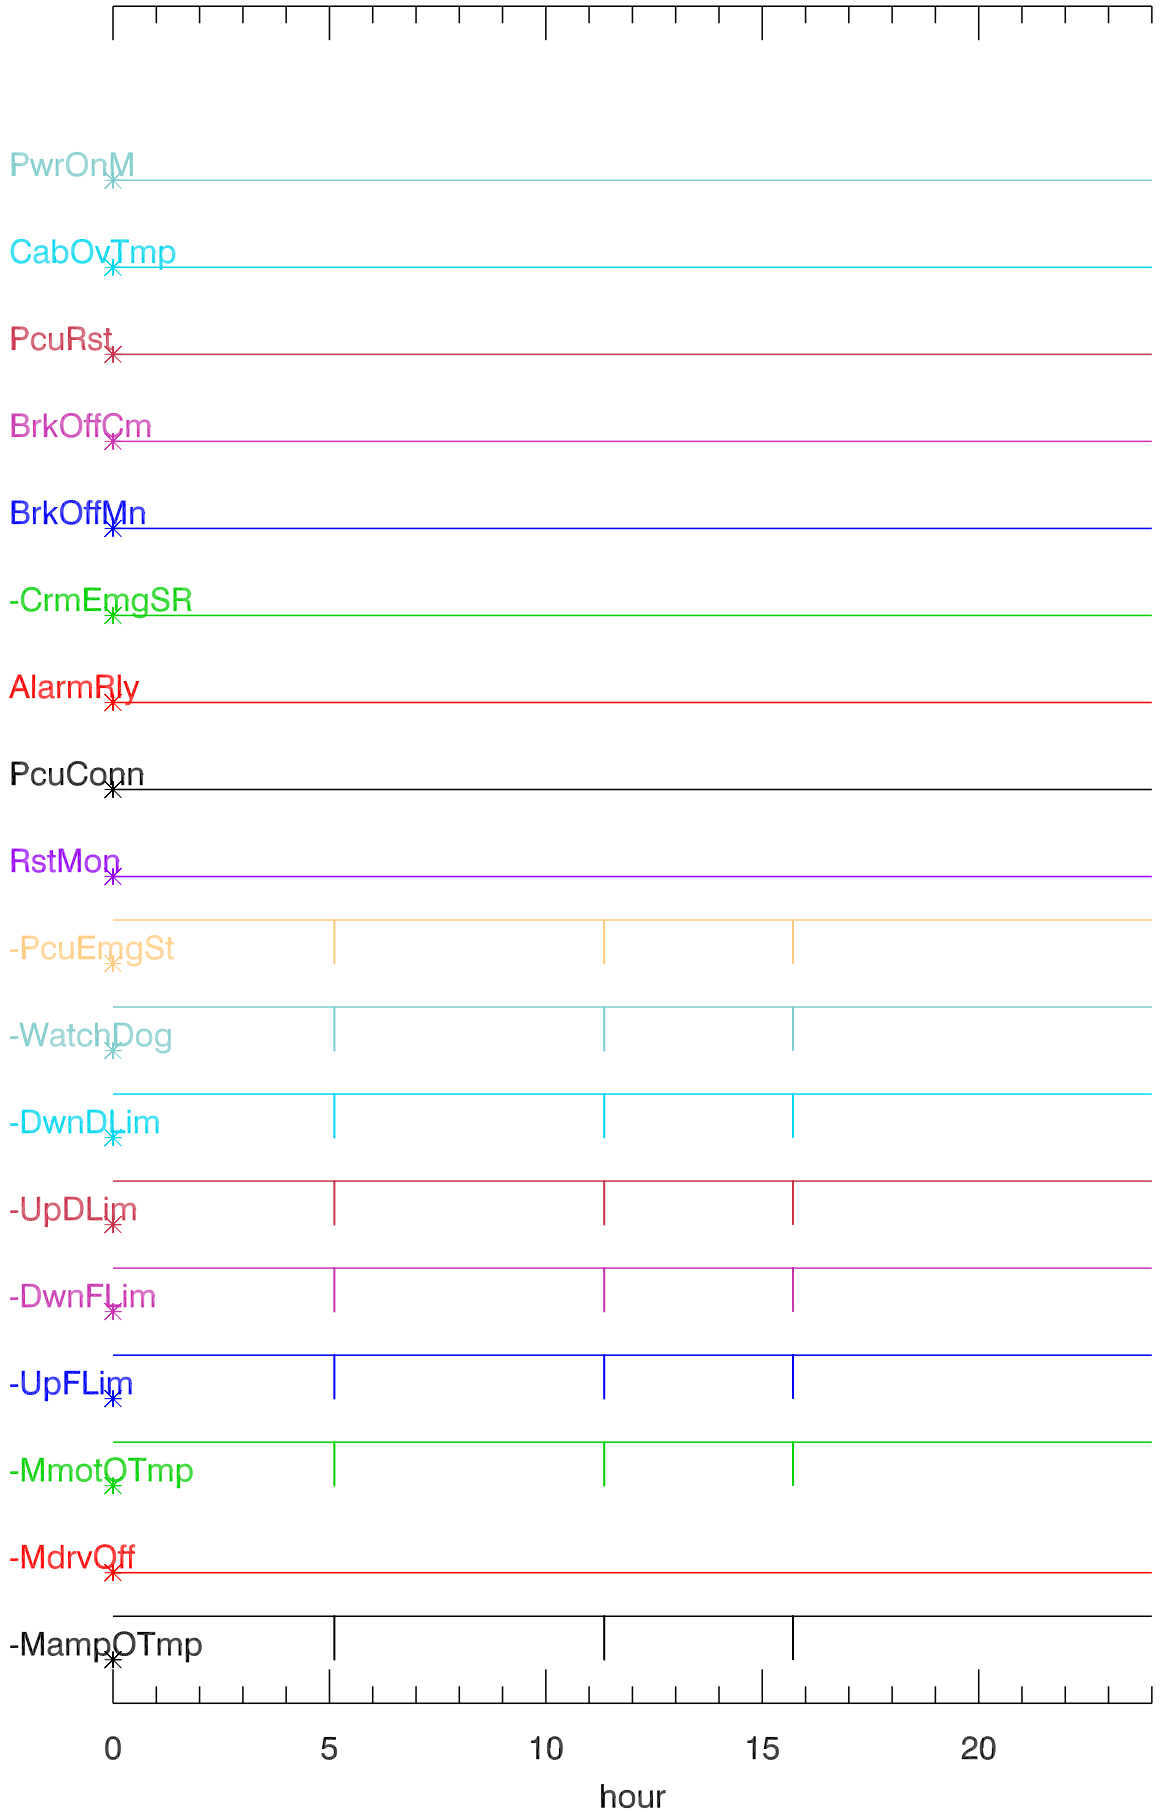 PwrOnM
CabOvTmp
PcuRst
BrkOffCm
BrkOffMn
-CrmEmgSR
AlarmRly
PcuConn
RstMon
-PcuEmgSt
-WatchDog
-DwnDLim
-UpDLim
-DwnFLim
-UpFLim
-MmotOTmp
-MdrvOff
-MampOTmp
0 5 10 15 20
hour